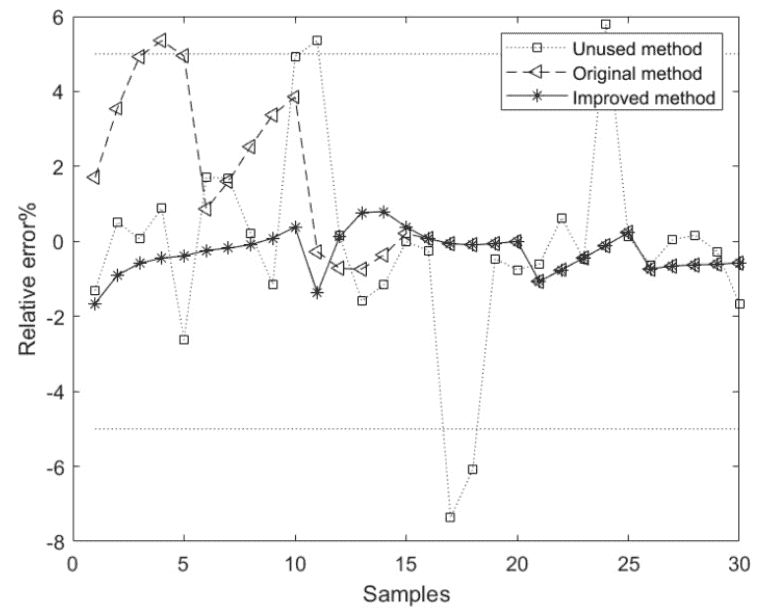 6
4
2
0
-2
-4
-6
-8
Relative error%
Unused method
Original method
Improved method
0 5 10 15 20 25 30
Samples